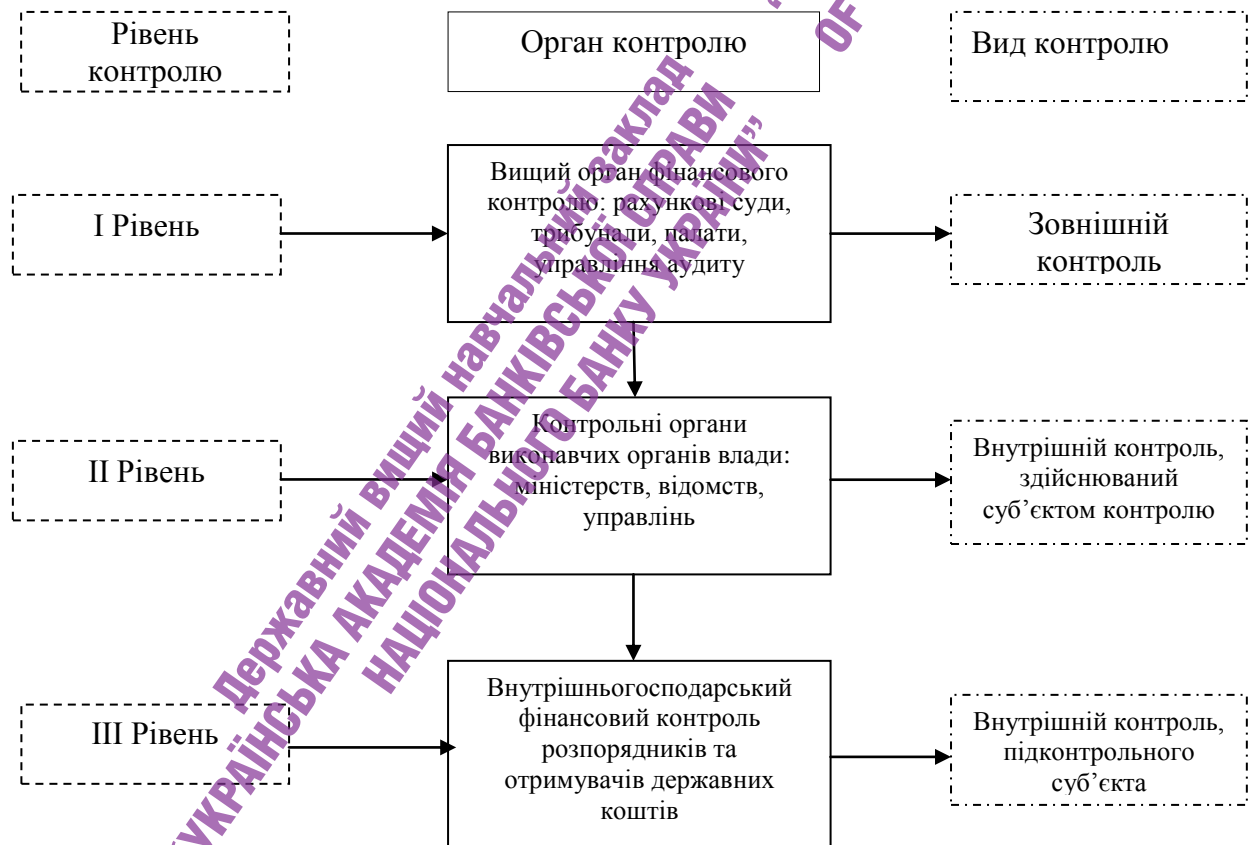 Рівень
контролю
Орган контролю
Вид контролю
І Рівень
Вищий орган фінансового
контролю: рахункові суди,
трибунали, палати,
управління аудиту
Зовнішній
контроль
ІІ Рівень
Контрольні органи
виконавчих органів влади:
міністерств, відомств,
управлінь
Внутрішній контроль,
здійснюваний
суб’єктом контролю
ІІІ Рівень
Внутрішньогосподарський
фінансовий контроль
розпорядників та
отримувачів державних
коштів
Внутрішній контроль,
підконтрольного
суб’єкта
Державний вищий навчальний заклад
“УКРАЇНСЬКА АКАДЕМІЯ БАНКІВСЬКОЇ СПРАВИ
НАЦІОНАЛЬНОГО БАНКУ УКРАЇНИ”
OF